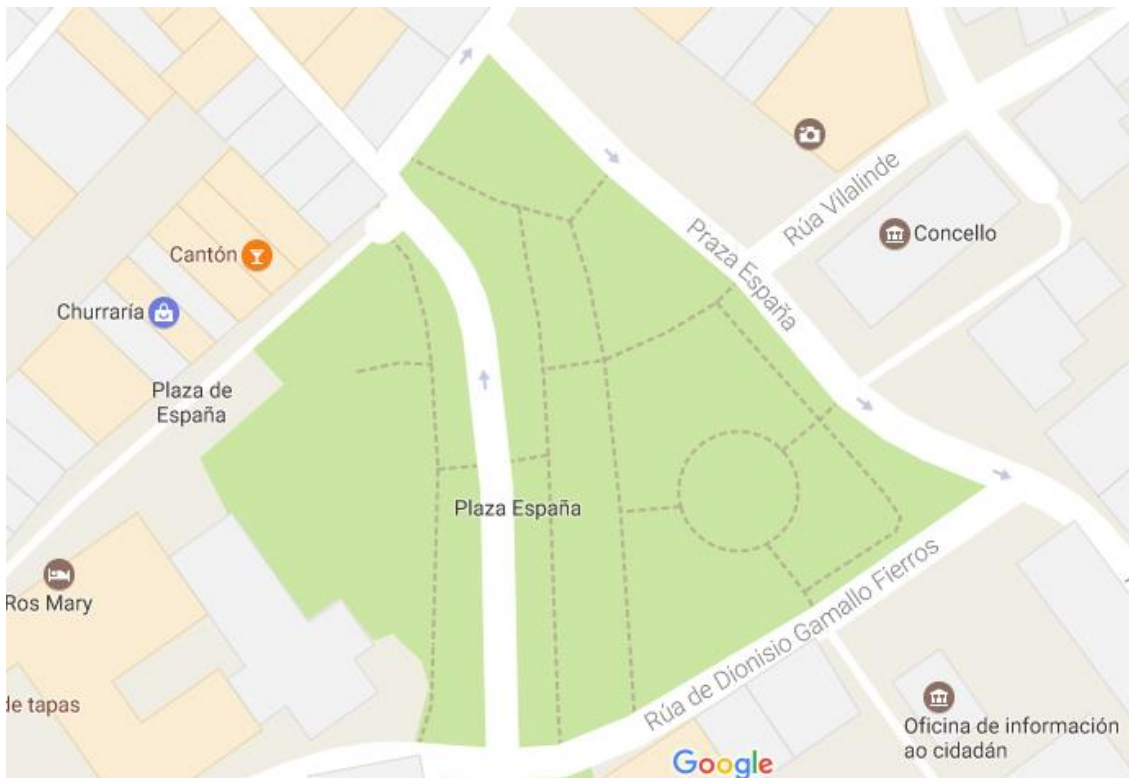 Rúa Vilalinde
Concello
Praza España
Cantón
Churraría
Plaza de
España
Plaza España
Ros Mary
Rúa de Dionisio Gamallo Fierros
de tapas
Oficina de información
ao cidadán
Google